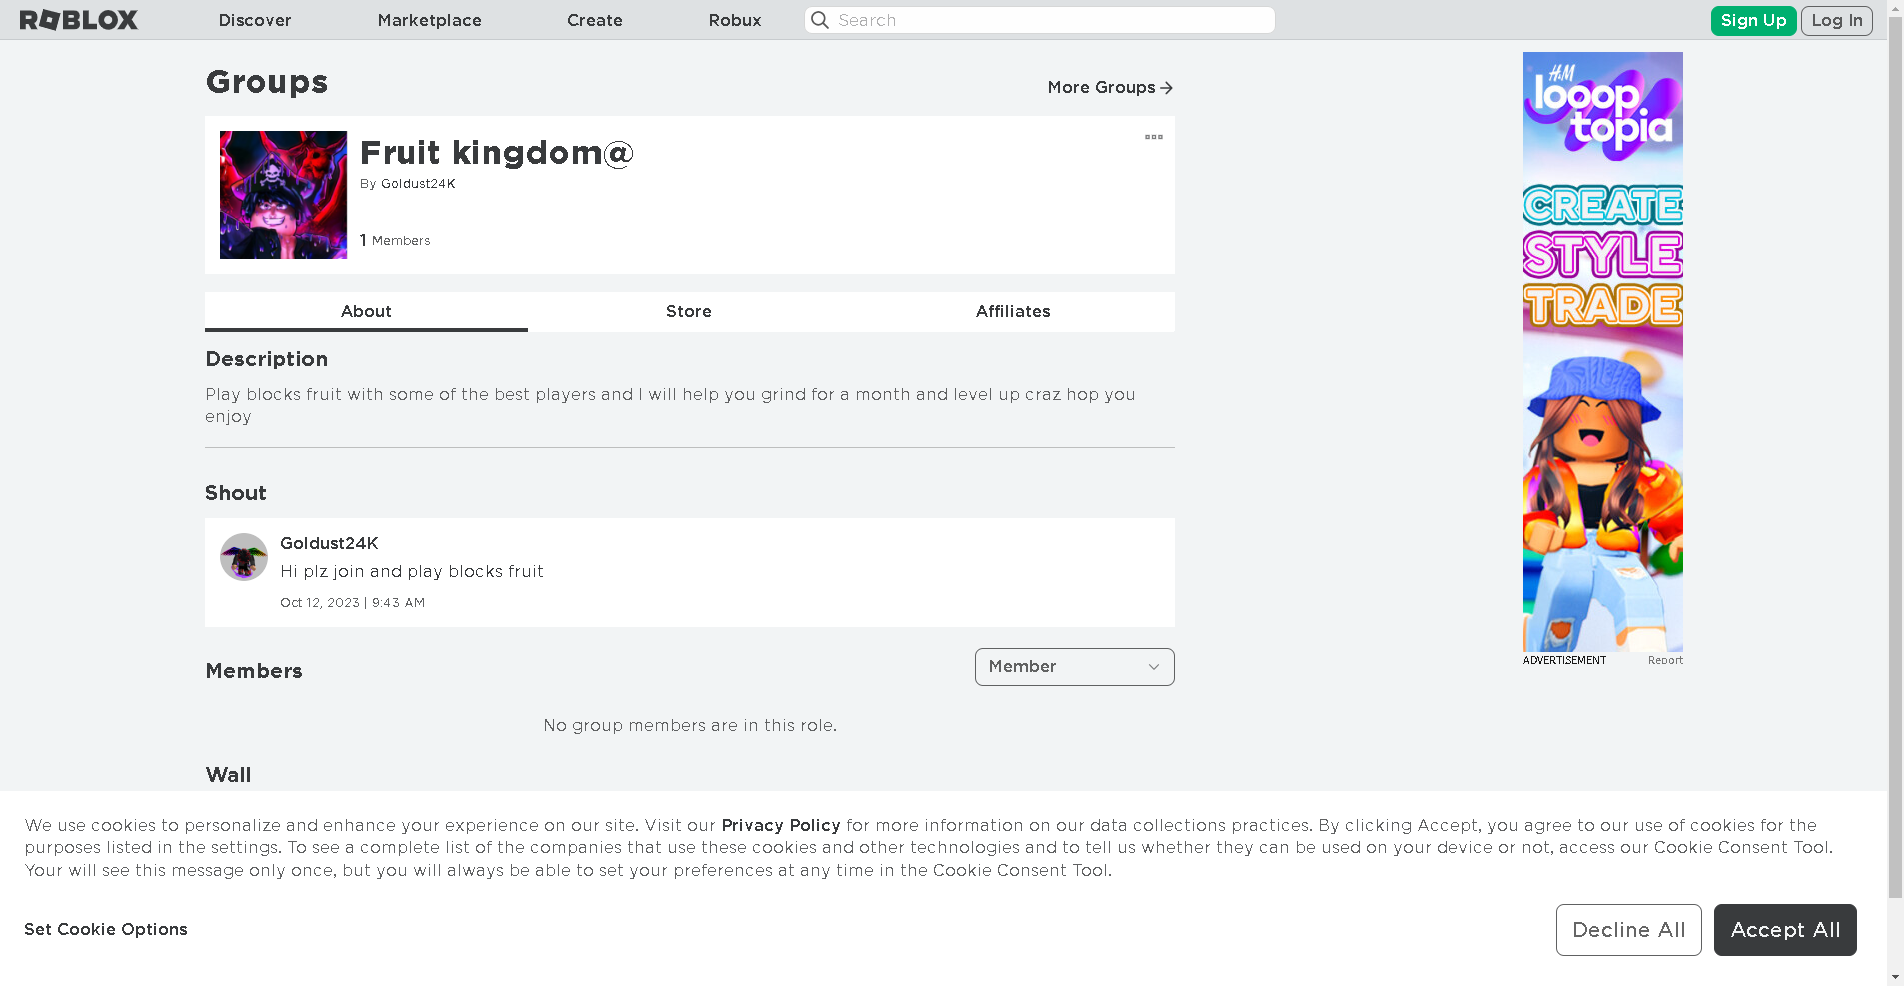 ROBLOX Discover Marketplace Create Robux Search Sign Up Log In
Groups
More Groups
Fruit kingdom@
By Goldust24K
1 Members
About Store Affiliates
Description
Play blocks fruit with some of the best players and I will help you grind for a month and level up craz hop you
enjoy
Shout
Goldust24K
Hi plz join and play blocks fruit
Oct 12, 2023 | 9:43 AM
Members
Member
No group members are in this role.
Wall
H&M
looop
topia
CREATE
STYLE
TRADE
ADVERTISEMENT Report
We use cookies to personalize and enhance your experience on our site. Visit our Privacy Policy for more information on our data collections practices. By clicking Accept, you agree to our use of cookies for the
purposes listed in the settings. To see a complete list of the companies that use these cookies and other technologies and to tell us whether they can be used on your device or not, access our Cookie Consent Tool.
Your will see this message only once, but you will always be able to set your preferences at any time in the Cookie Consent Tool.
Set Cookie Options
Decline All
Accept All